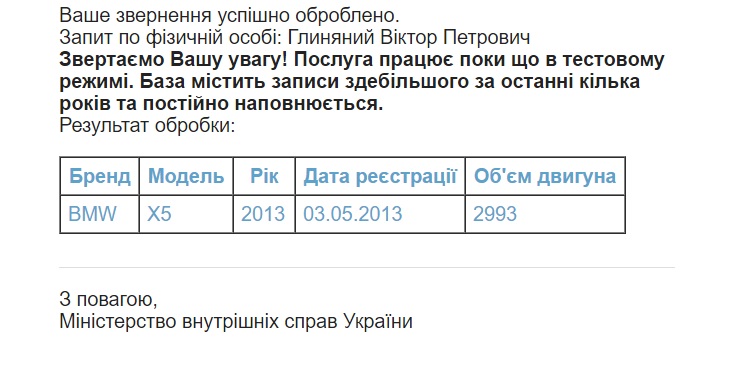 Ваше звернення успішно оброблено.
Запит по фізичній особі: Глиняний Віктор Петрович
Звертаємо Вашу увагу! Послуга працює поки що в тестовому
режимі. База містить записи здебільшого за останні кілька
років та постійно наповнюється.
Результат обробки:
Бренд Модель Рік Дата реєстрації Об'єм двигуна
BMW X5 2013 03.05.2013 2993
З повагою,
Міністерство внутрішніх справ України